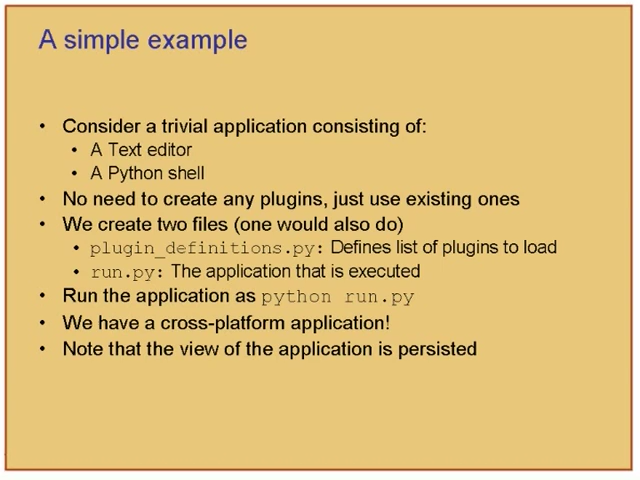 A simple example
• Consider a trivial application consisting of:
• A Text editor
• A Python shell
• No need to create any plugins, just use existing ones
• We create two files (one would also do)
• plugin_definitions.py: Defines list of plugins to load
• run.py: The application that is executed
• Run the application as python run.py
• We have a cross-platform application!
• Note that the view of the application is persisted